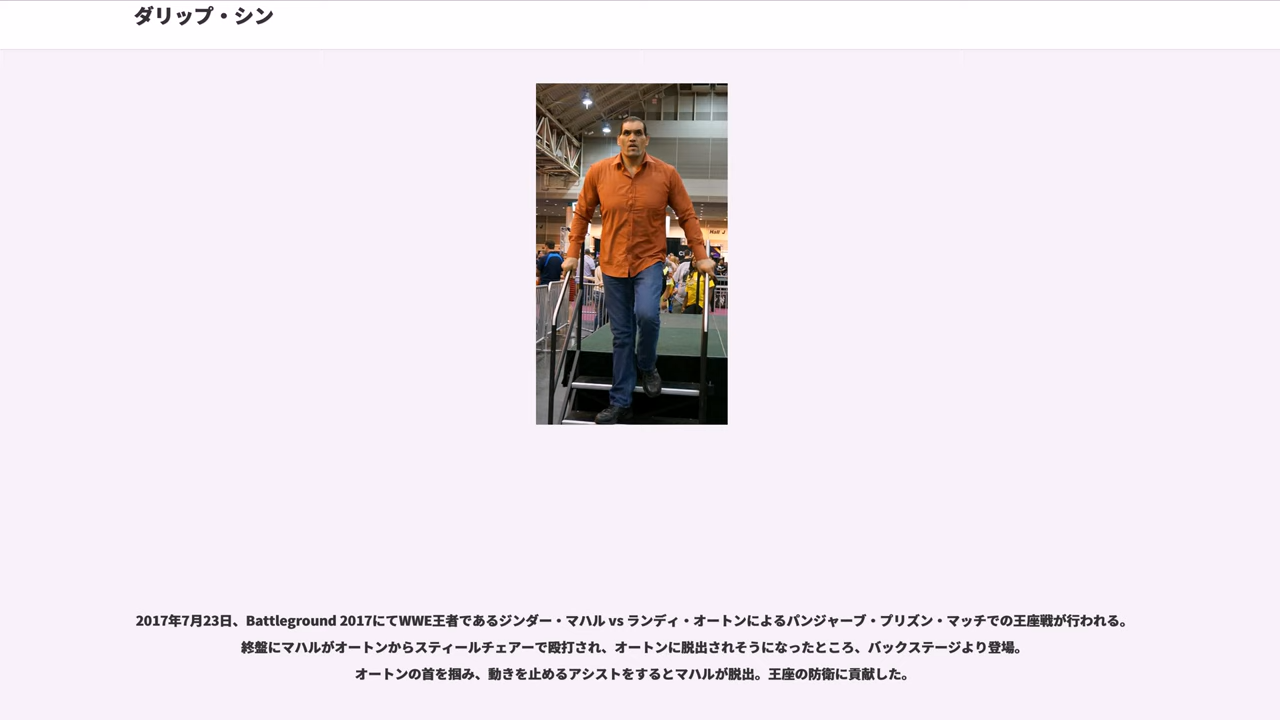 ダリップ・シン
2017年7月23日、Battleground 2017にてWWE王者であるジンダー・マハル vs ランディ・オートンによるパンジャーブ・プリズン・マッチでの王座戦が行われる。
終盤にマハルがオートンからスティールチェアーで殴打され、オートンに脱出されそうになったところ、バックステージより登場。
オートンの首を掴み、動きを止めるアシストをするとマハルが脱出。王座の防衛に貢献した。